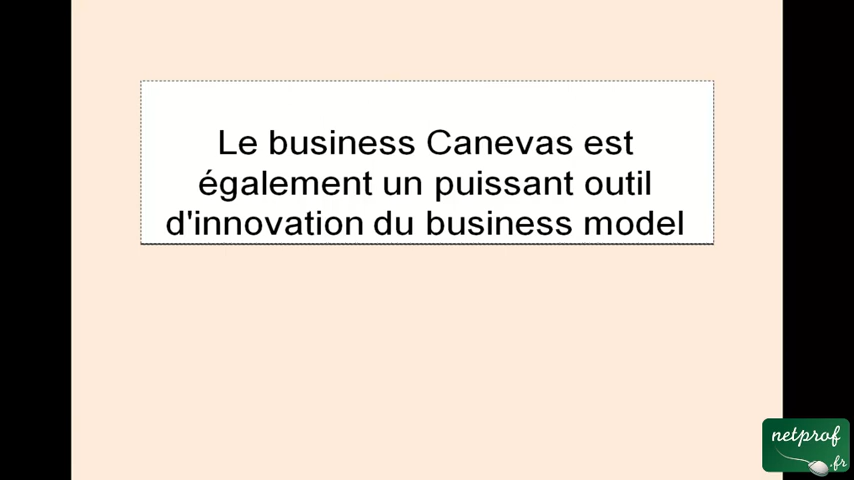 Le business Canevas est
également un puissant outil
d'innovation du business model
netprof
.fr